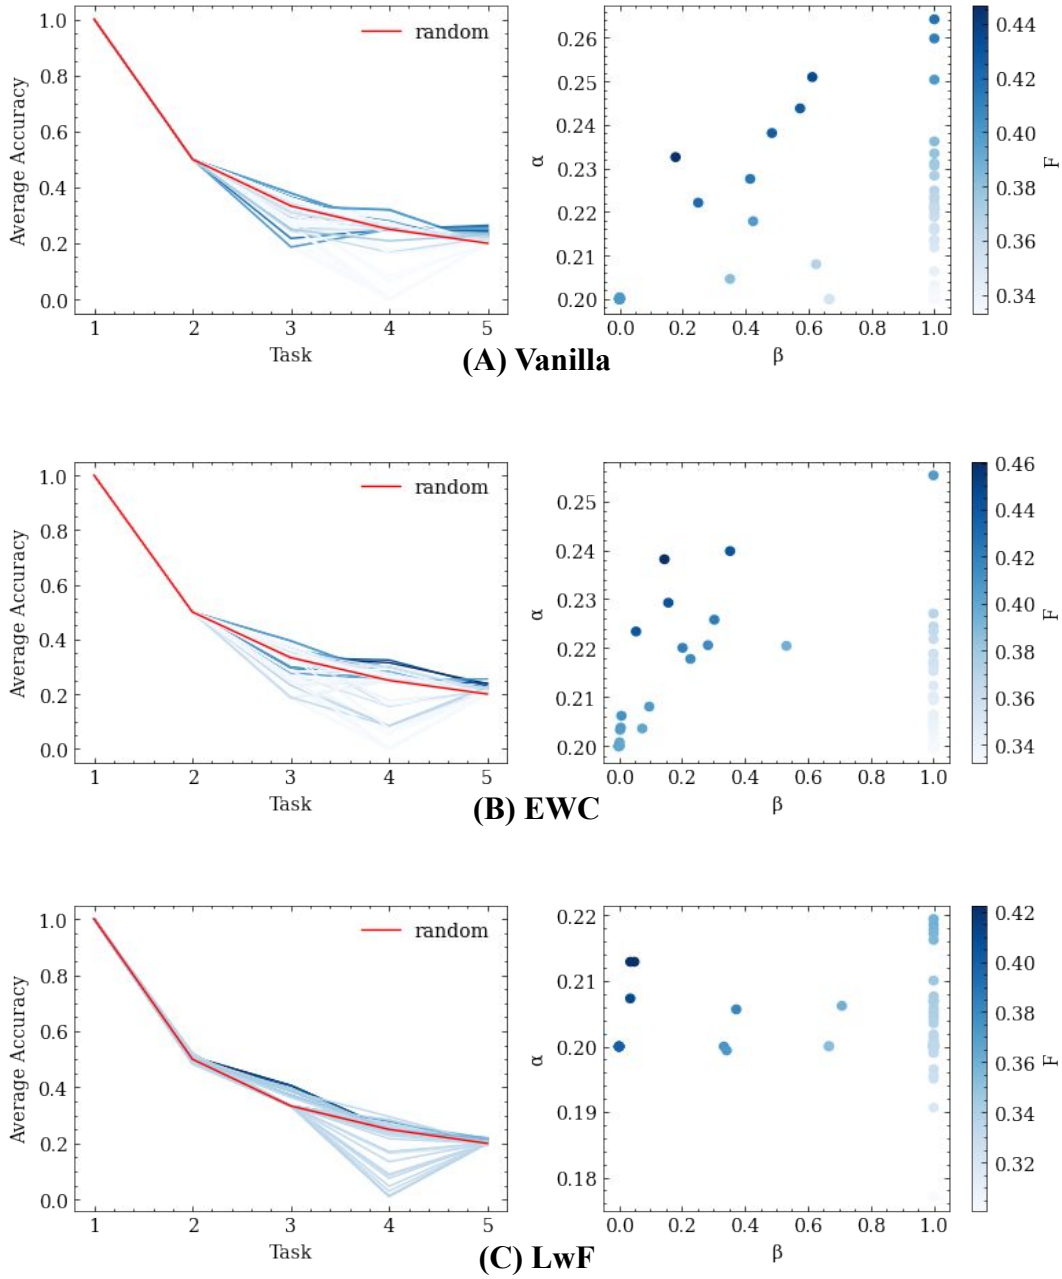 random
1.0
0.8
0.6
0.4
0.2
0.0
Average Accuracy
1 2 3 4 5
Task
0.26
0.25
0.24
0.23
0.22
0.21
0.20
α
0.0 0.2 0.4 0.6 0.8 1.0
β
0.44
0.42
0.40
0.38
0.36
0.34
F
(A) Vanilla
random
1.0
0.8
0.6
0.4
0.2
0.0
Average Accuracy
1 2 3 4 5
Task
0.25
0.24
0.23
0.22
0.21
0.20
α
0.0 0.2 0.4 0.6 0.8 1.0
β
0.46
0.44
0.42
0.40
0.38
0.36
0.34
F
(B) EWC
random
1.0
0.8
0.6
0.4
0.2
0.0
Average Accuracy
1 2 3 4 5
Task
0.22
0.21
0.20
0.19
0.18
α
0.0 0.2 0.4 0.6 0.8 1.0
β
0.42
0.40
0.38
0.36
0.34
0.32
F
(C) LwF